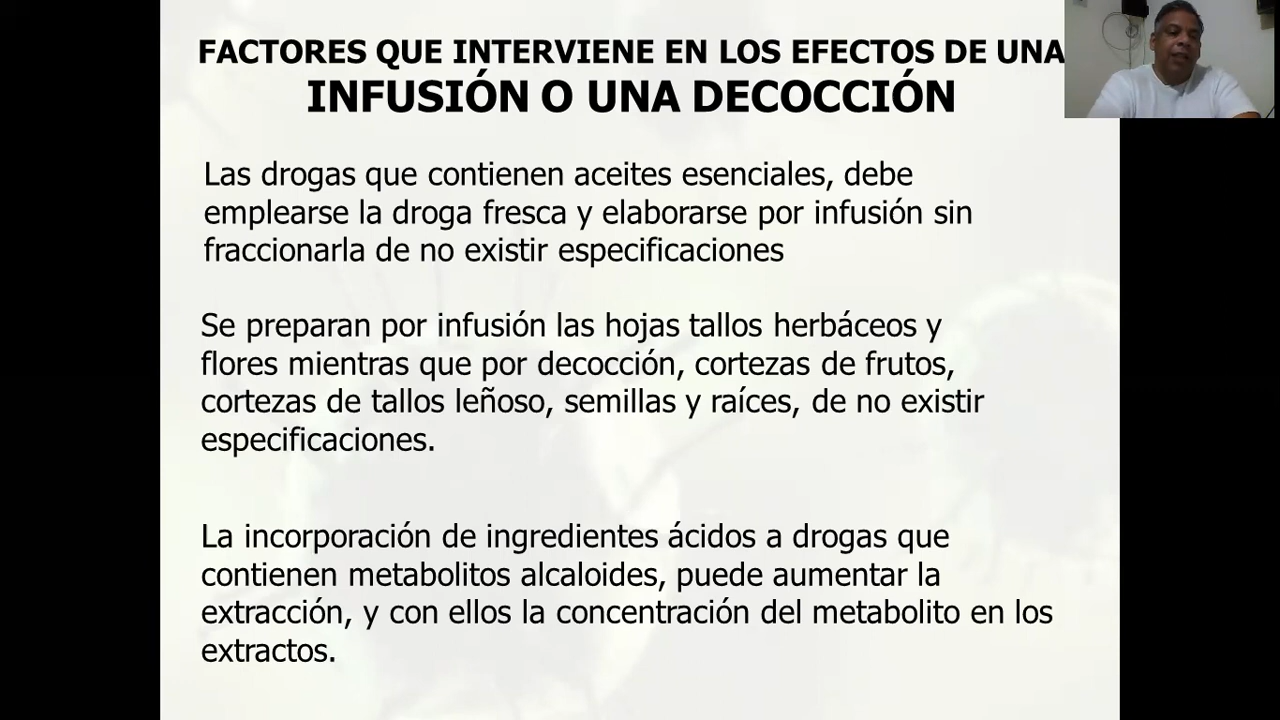 FACTORES QUE INTERVIENE EN LOS EFECTOS DE UNA
INFUSIÓN O UNA DECOCCIÓN
Las drogas que contienen aceites esenciales, debe
emplearse la droga fresca y elaborarse por infusión sin
fraccionarla de no existir especificaciones
Se preparan por infusión las hojas tallos herbáceos y
flores mientras que por decocción, cortezas de frutos,
cortezas de tallos leñoso, semillas y raíces, de no existir
especificaciones.
La incorporación de ingredientes ácidos a drogas que
contienen metabolitos alcaloides, puede aumentar la
extracción, y con ellos la concentración del metabolito en los
extractos.